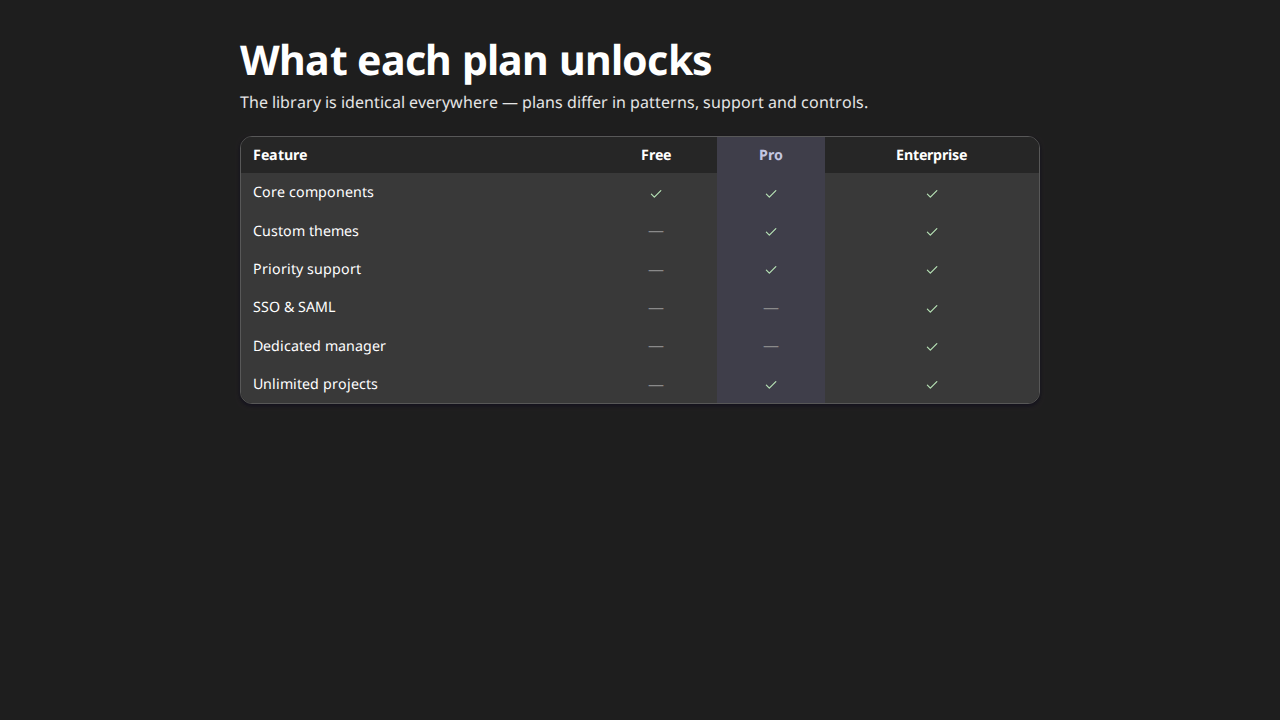 What each plan unlocks
The library is identical everywhere — plans differ in patterns, support and controls.
Feature Free Pro Enterprise
Core components ✓ ✓ ✓
Custom themes — ✓ ✓
Priority support — ✓ ✓
SSO & SAML — — ✓
Dedicated manager — — ✓
Unlimited projects — ✓ ✓